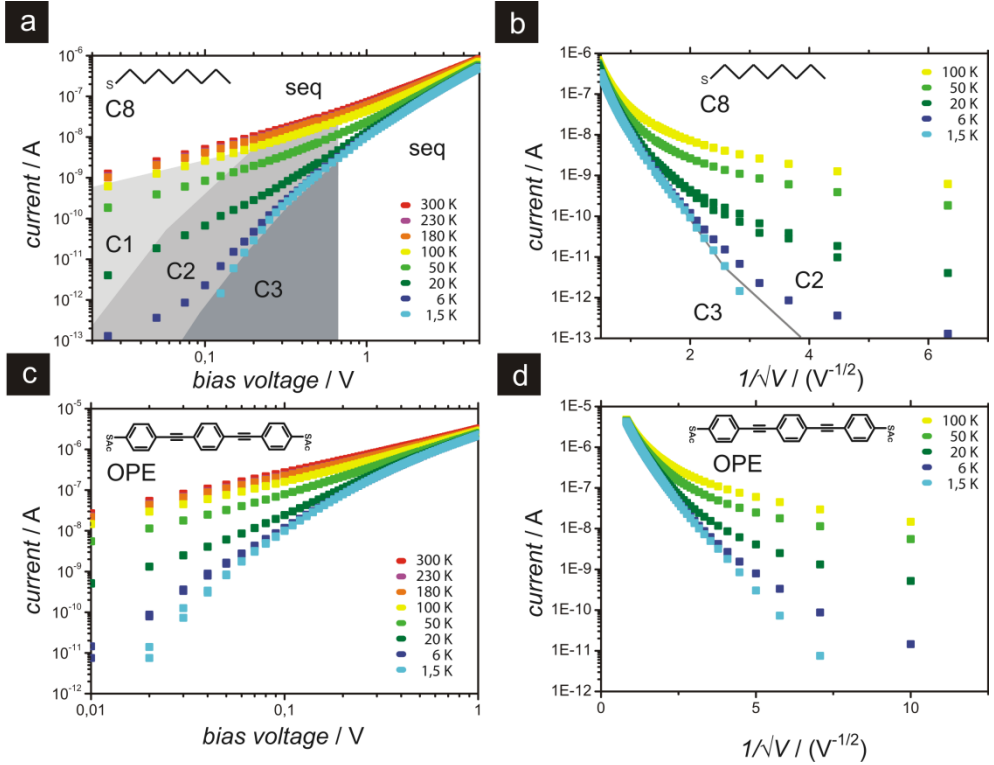 a
10⁻⁶
10⁻⁷
10⁻⁸
10⁻⁹
10⁻¹⁰
10⁻¹¹
10⁻¹²
10⁻¹³
current / A
S
C8
seq
seq
C1
C2
C3
300 K
230 K
180 K
100 K
50 K
20 K
6 K
1,5 K
0,1
1
bias voltage / V
b
1E-6
1E-7
1E-8
1E-9
1E-10
1E-11
1E-12
1E-13
current / A
S
C8
100 K
50 K
20 K
6 K
1,5 K
C2
C3
2
4
6
1/√V / (V⁻¹/²)
c
10⁻⁵
10⁻⁶
10⁻⁷
10⁻⁸
10⁻⁹
10⁻¹⁰
10⁻¹¹
10⁻¹²
current / A
SAc
SAc
OPE
300 K
230 K
180 K
100 K
50 K
20 K
6 K
1,5 K
0,01
0,1
1
bias voltage / V
d
1E-5
1E-6
1E-7
1E-8
1E-9
1E-10
1E-11
1E-12
current / A
SAc
SAc
OPE
100 K
50 K
20 K
6 K
1,5 K
0
5
10
1/√V / (V⁻¹/²)